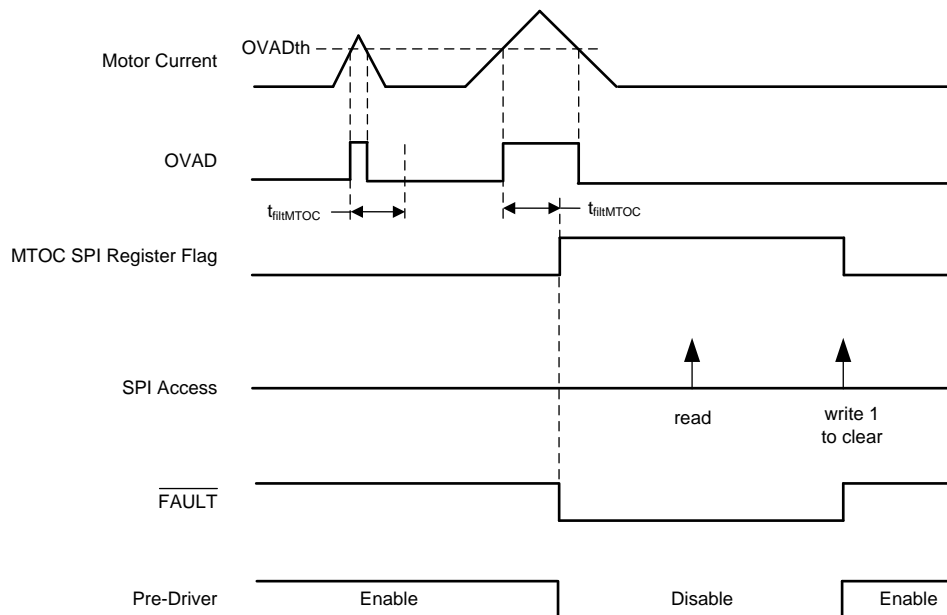 OVADth
Motor Current
OVAD
tfiltMTOC
tfiltMTOC
MTOC SPI Register Flag
SPI Access
read
write 1
to clear
FAULT
Pre-Driver
Enable
Disable
Enable